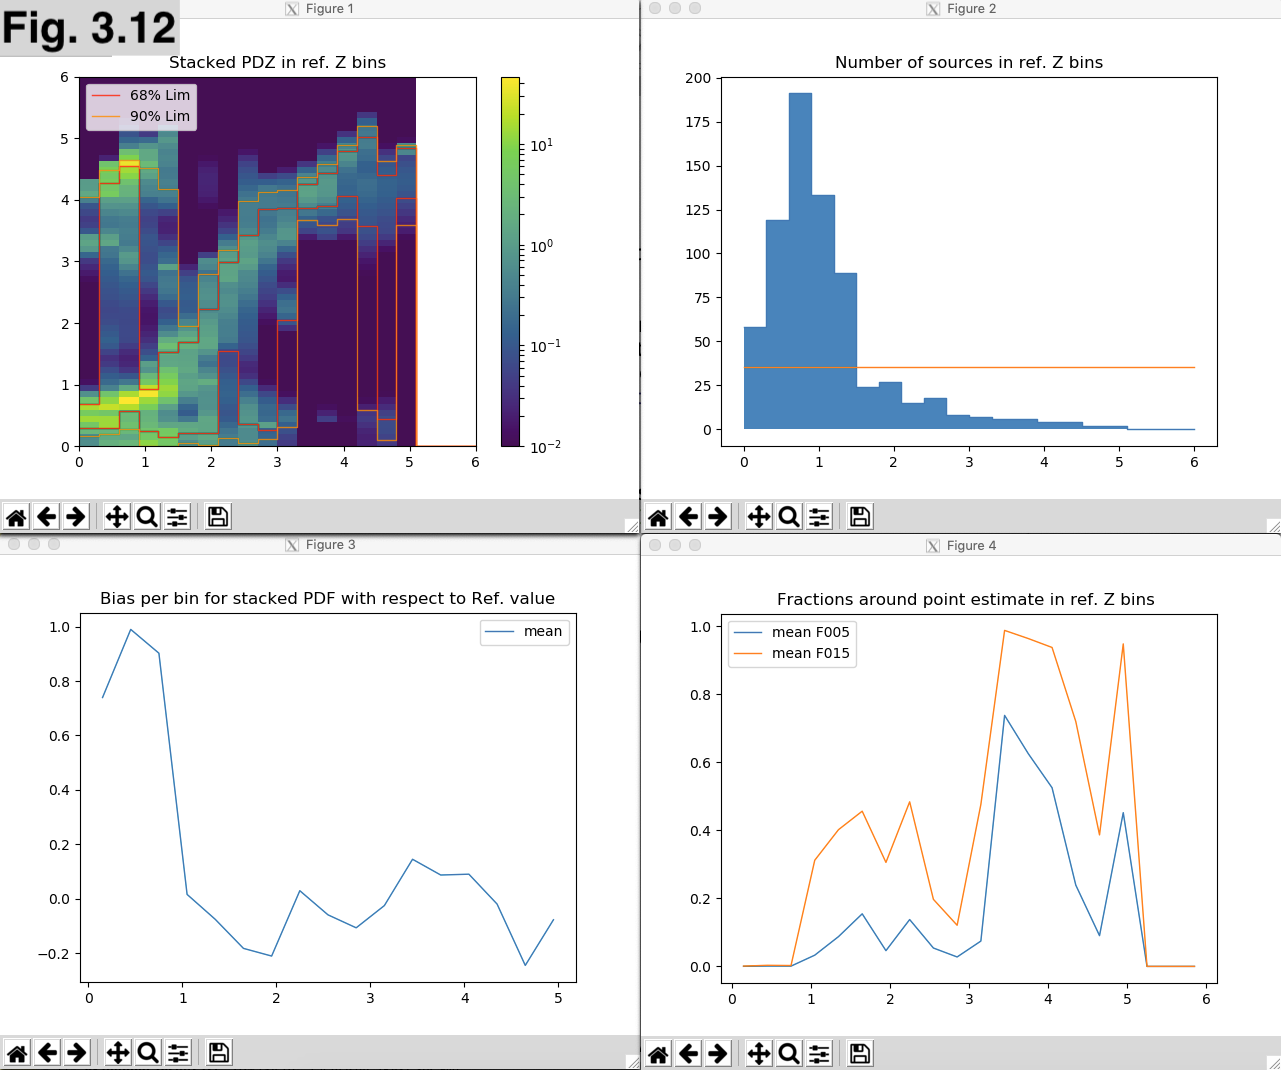 Fig. 3.12
Figure 1
Stacked PDZ in ref. Z bins
68% Lim
90% Lim
6
5
4
3
2
1
0
0 1 2 3 4 5 6
10^1
10^0
10^−1
10^−2
Figure 2
Number of sources in ref. Z bins
200
175
150
125
100
75
50
25
0
0 1 2 3 4 5 6
Figure 3
Bias per bin for stacked PDF with respect to Ref. value
mean
1.0
0.8
0.6
0.4
0.2
0.0
−0.2
0 1 2 3 4 5
Figure 4
Fractions around point estimate in ref. Z bins
mean F005
mean F015
1.0
0.8
0.6
0.4
0.2
0.0
0 1 2 3 4 5 6